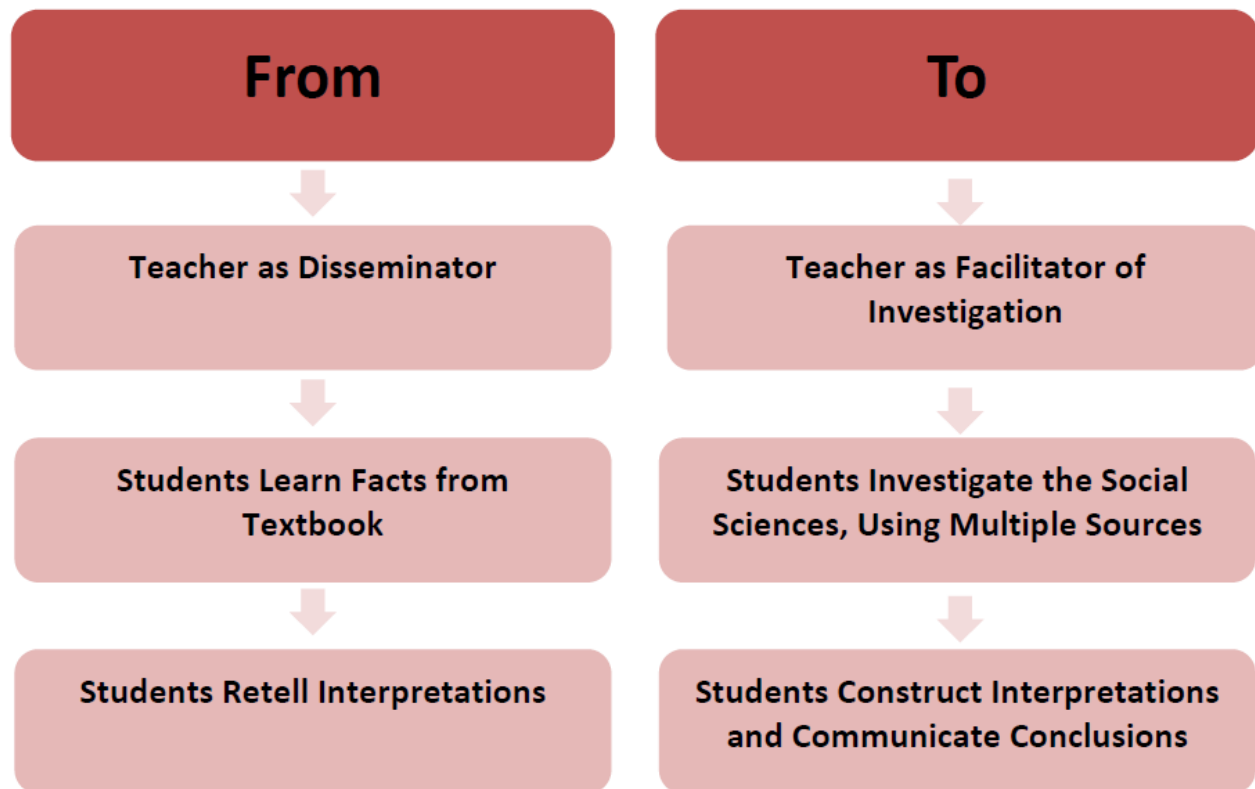 From
Teacher as Disseminator
Students Learn Facts from
Textbook
Students Retell Interpretations
To
Teacher as Facilitator of
Investigation
Students Investigate the Social
Sciences, Using Multiple Sources
Students Construct Interpretations
and Communicate Conclusions